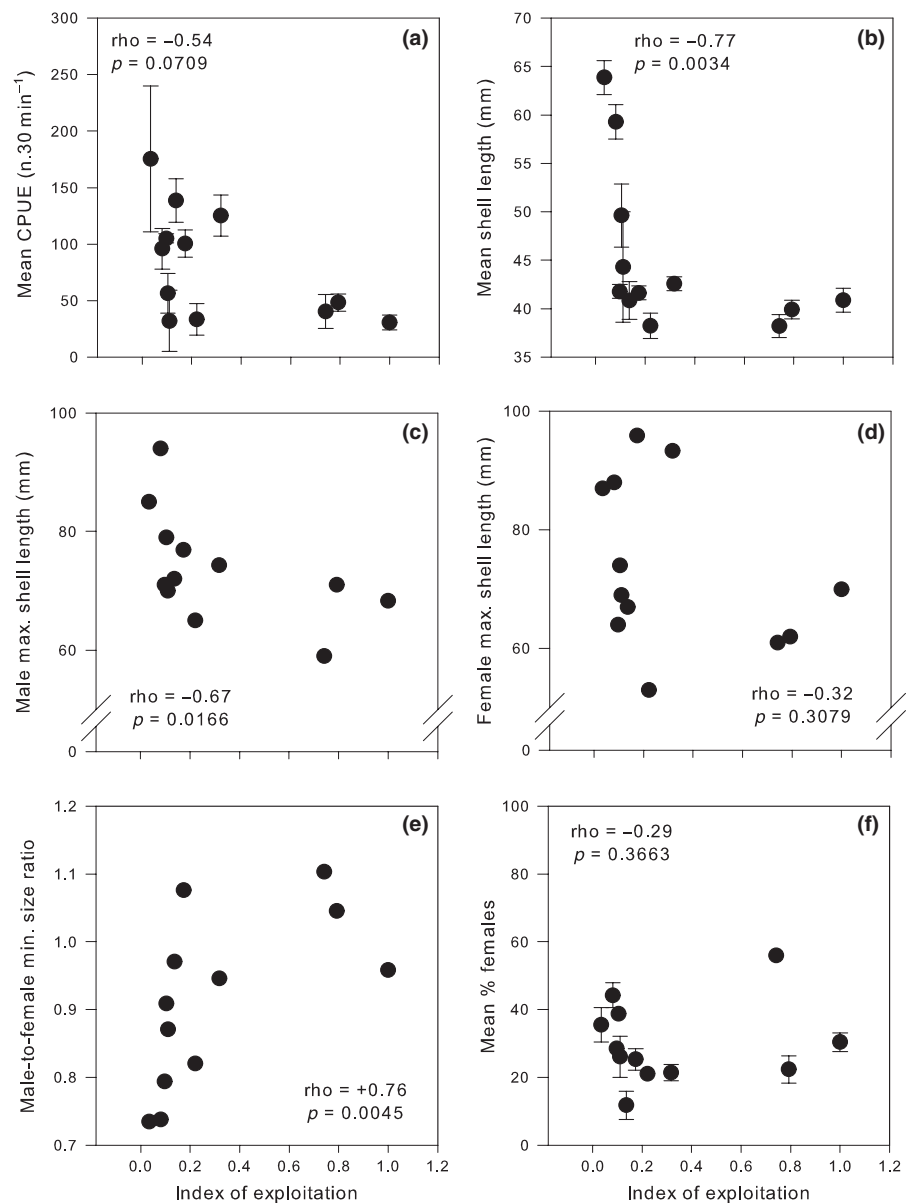 300
250
200
150
100
50
0
Mean CPUE (n.30 min⁻¹)
rho = −0.54
p = 0.0709
(a)
70
65
60
55
50
45
40
35
Mean shell length (mm)
rho = −0.77
p = 0.0034
(b)
100
80
60
0
Male max. shell length (mm)
rho = −0.67
p = 0.0166
(c)
100
80
60
0
Female max. shell length (mm)
rho = −0.32
p = 0.3079
(d)
1.2
1.1
1.0
0.9
0.8
0.7
Male-to-female min. size ratio
rho = +0.76
p = 0.0045
(e)
0.0 0.2 0.4 0.6 0.8 1.0 1.2
Index of exploitation
100
80
60
40
20
0
Mean % females
rho = −0.29
p = 0.3663
(f)
0.0 0.2 0.4 0.6 0.8 1.0 1.2
Index of exploitation